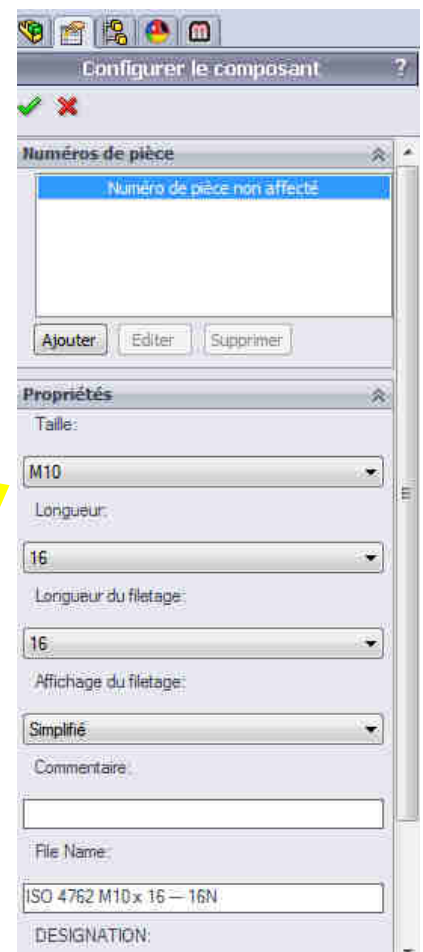 Configurer le composant ?
Numéros de pièce
Numéro de pièce non affecté
Ajouter Editer Supprimer
Propriétés
Taille:
M10
Longueur:
16
Longueur du filetage:
16
Affichage du filetage:
Simplifié
Commentaire:
File Name:
ISO 4762 M10 x 16 --- 16N
DESIGNATION: